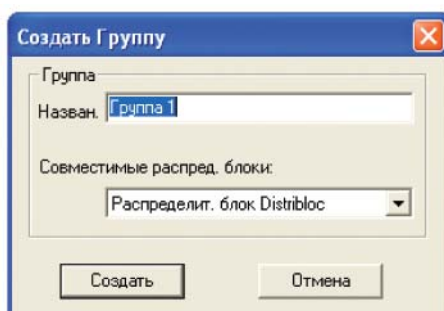 Создать Группу
Группа
Назван. Группа 1
Совместимые распред. блоки:
Распределит. блок Distribloc
Создать Отмена